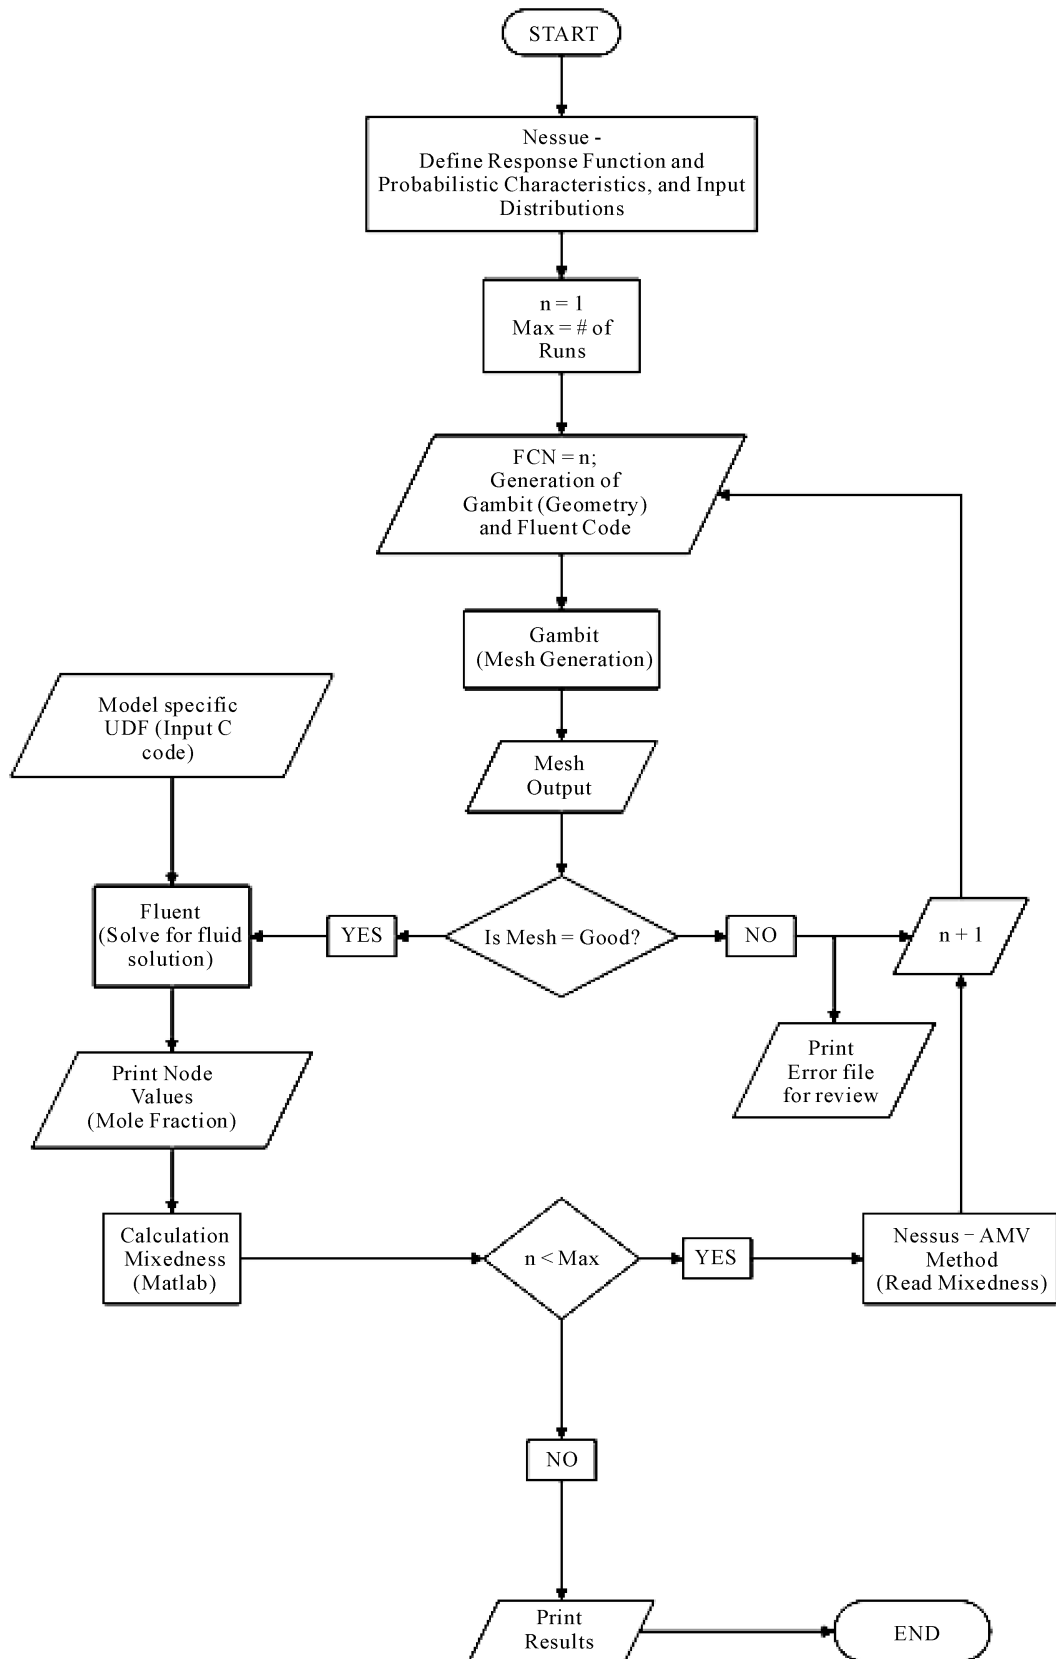 START
Nessue -
Define Response Function and
Probabilistic Characteristics, and Input
Distributions
n = 1
Max = # of
Runs
FCN = n;
Generation of
Gambit (Geometry)
and Fluent Code
Gambit
(Mesh Generation)
Model specific
UDF (Input C
code)
Mesh
Output
Fluent
(Solve for fluid
solution)
YES
Is Mesh = Good?
NO
n + 1
Print
Error file
for review
Print Node
Values
(Mole Fraction)
Calculation
Mixedness
(Matlab)
n < Max
YES
Nessus − AMV
Method
(Read Mixedness)
NO
Print
Results
END